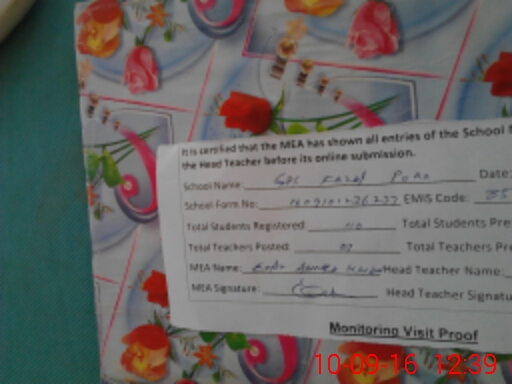 It is certified that the MEA has shown all entries of the School
the Head Teacher before its online submission.
School Name: GPS Fazal Date:
School Form No: EMIS Code:
Total Students Registered: 110 Total Students Pre
Total Teachers Posted: 02 Total Teachers Pre
MEA Name: Head Teacher Name:
MEA Signature: Head Teacher Signatu
Monitoring Visit Proof
10-09-16 12:39